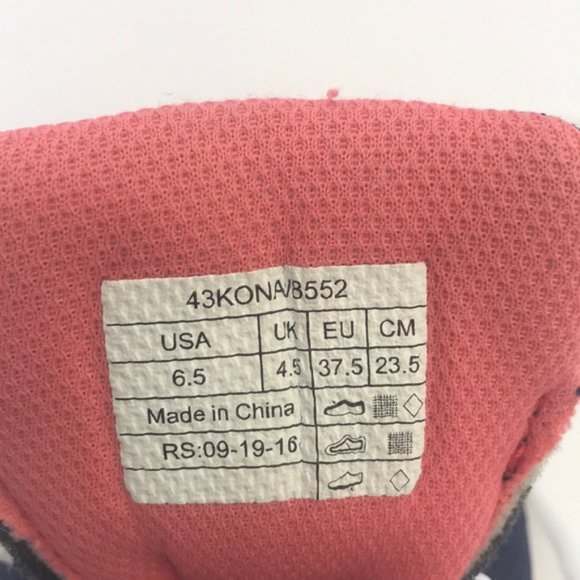 43KONA/8552
USA UK EU CM
6.5 4.5 37.5 23.5
Made in China
RS:09-19-16